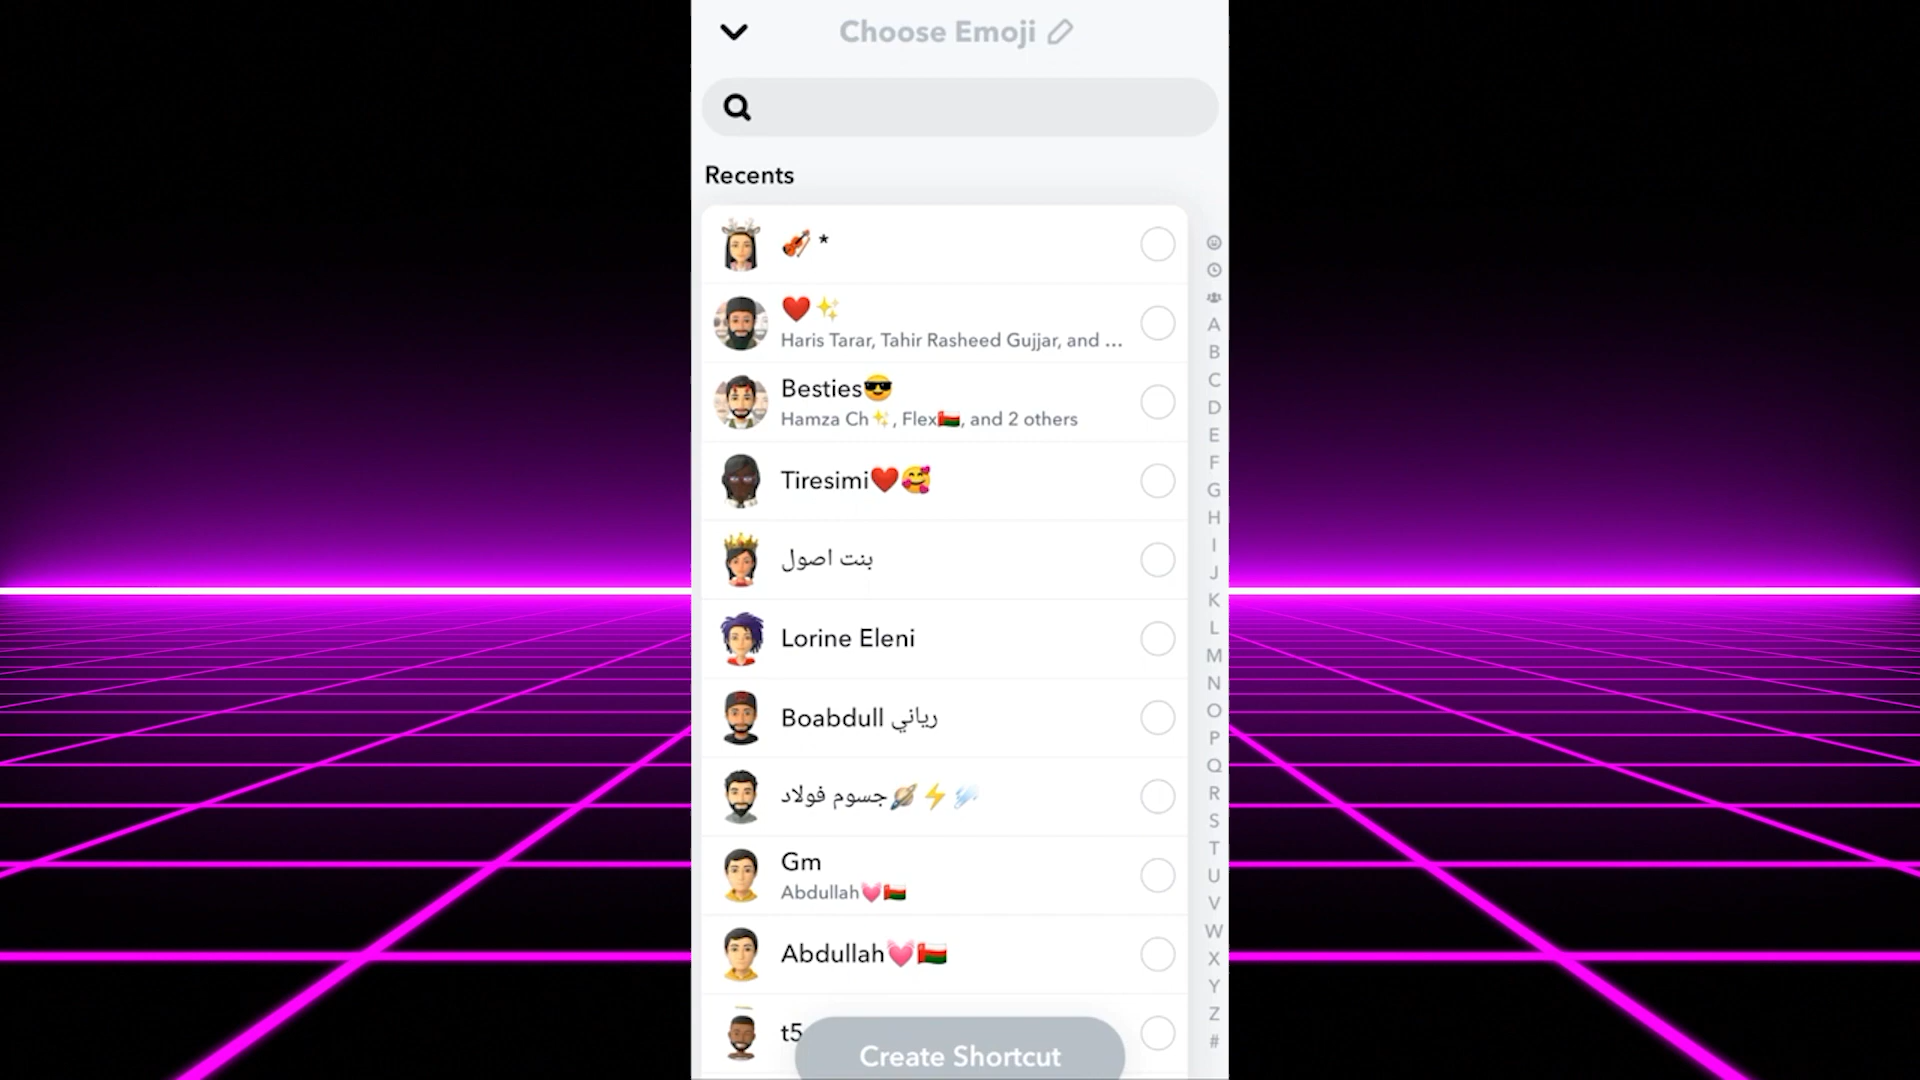 Choose Emoji
Recents
🎻 *
❤️✨
Haris Tarar, Tahir Rasheed Gujjar, and ...
Besties😎
Hamza Ch✨, Flex🇴🇲, and 2 others
Tiresimi❤️🥰
بنت اصول
Lorine Eleni
Boabdull رياني
جسوم فولاد🪐⚡☄️
Gm
Abdullah💓🇴🇲
Abdullah💓🇴🇲
t5
Create Shortcut
A
B
C
D
E
F
G
H
I
J
K
L
M
N
O
P
Q
R
S
T
U
V
W
X
Y
Z
#